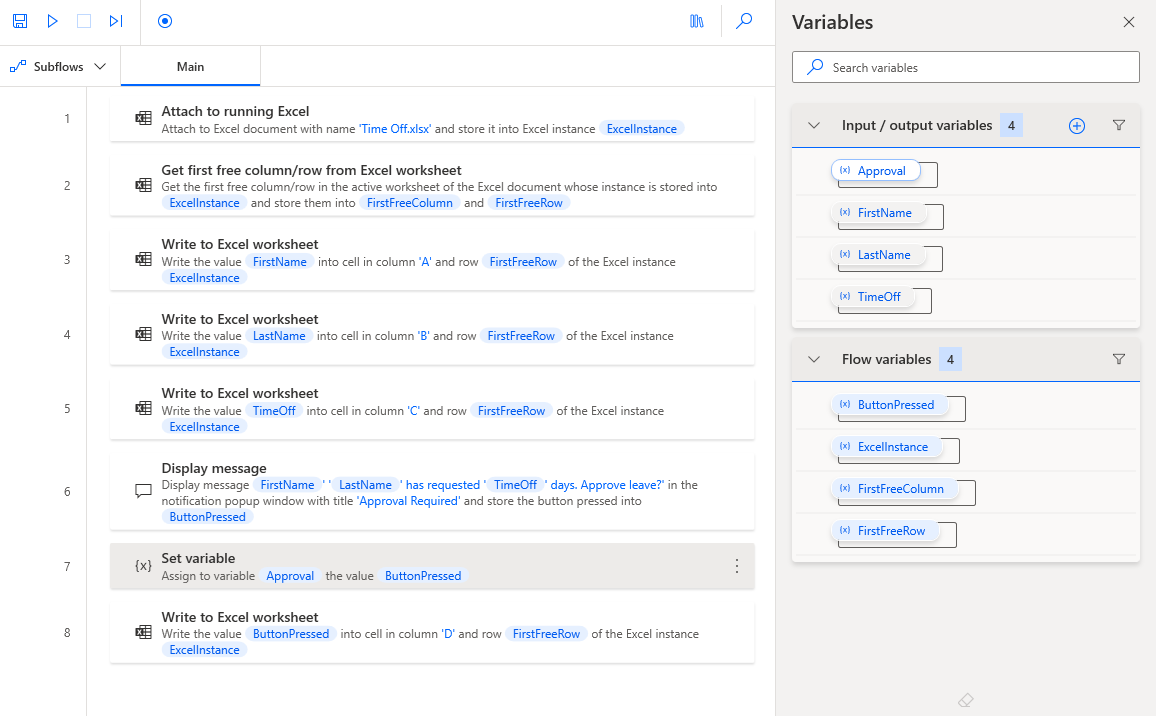 Subflows
Main
1
Attach to running Excel
Attach to Excel document with name 'Time Off.xlsx' and store it into Excel instance ExcelInstance
2
Get first free column/row from Excel worksheet
Get the first free column/row in the active worksheet of the Excel document whose instance is stored into
ExcelInstance and store them into FirstFreeColumn and FirstFreeRow
3
Write to Excel worksheet
Write the value FirstName into cell in column 'A' and row FirstFreeRow of the Excel instance
ExcelInstance
4
Write to Excel worksheet
Write the value LastName into cell in column 'B' and row FirstFreeRow of the Excel instance
ExcelInstance
5
Write to Excel worksheet
Write the value TimeOff into cell in column 'C' and row FirstFreeRow of the Excel instance
ExcelInstance
6
Display message
Display message FirstName ' ' LastName ' has requested ' TimeOff ' days. Approve leave?' in the
notification popup window with title 'Approval Required' and store the button pressed into
ButtonPressed
7
{x}
Set variable
Assign to variable Approval the value ButtonPressed
8
Write to Excel worksheet
Write the value ButtonPressed into cell in column 'D' and row FirstFreeRow of the Excel instance
ExcelInstance
Variables
Search variables
Input / output variables 4
(x) Approval
(x) FirstName
(x) LastName
(x) TimeOff
Flow variables 4
(x) ButtonPressed
(x) ExcelInstance
(x) FirstFreeColumn
(x) FirstFreeRow